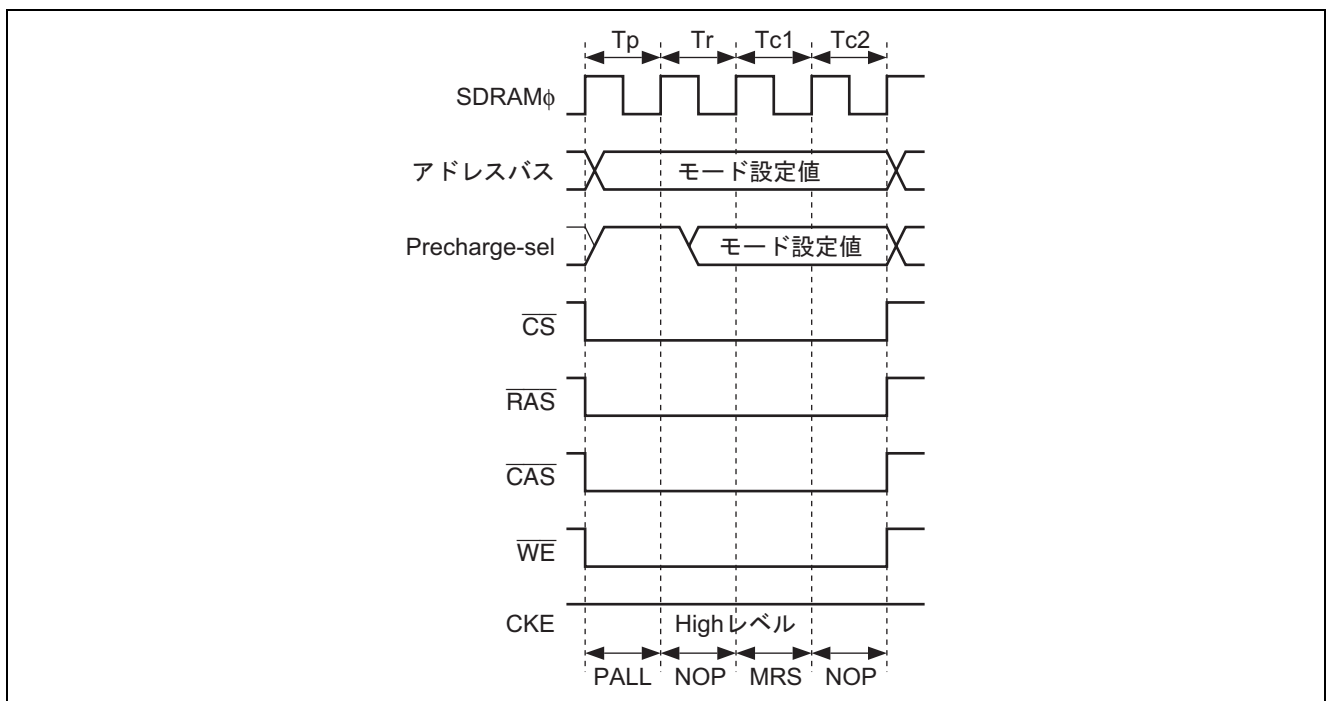 Tp Tr Tc1 Tc2
SDRAMφ
アドレスバス モード設定値
Precharge-sel モード設定値
CS
RAS
CAS
WE
CKE Highレベル
PALL NOP MRS NOP